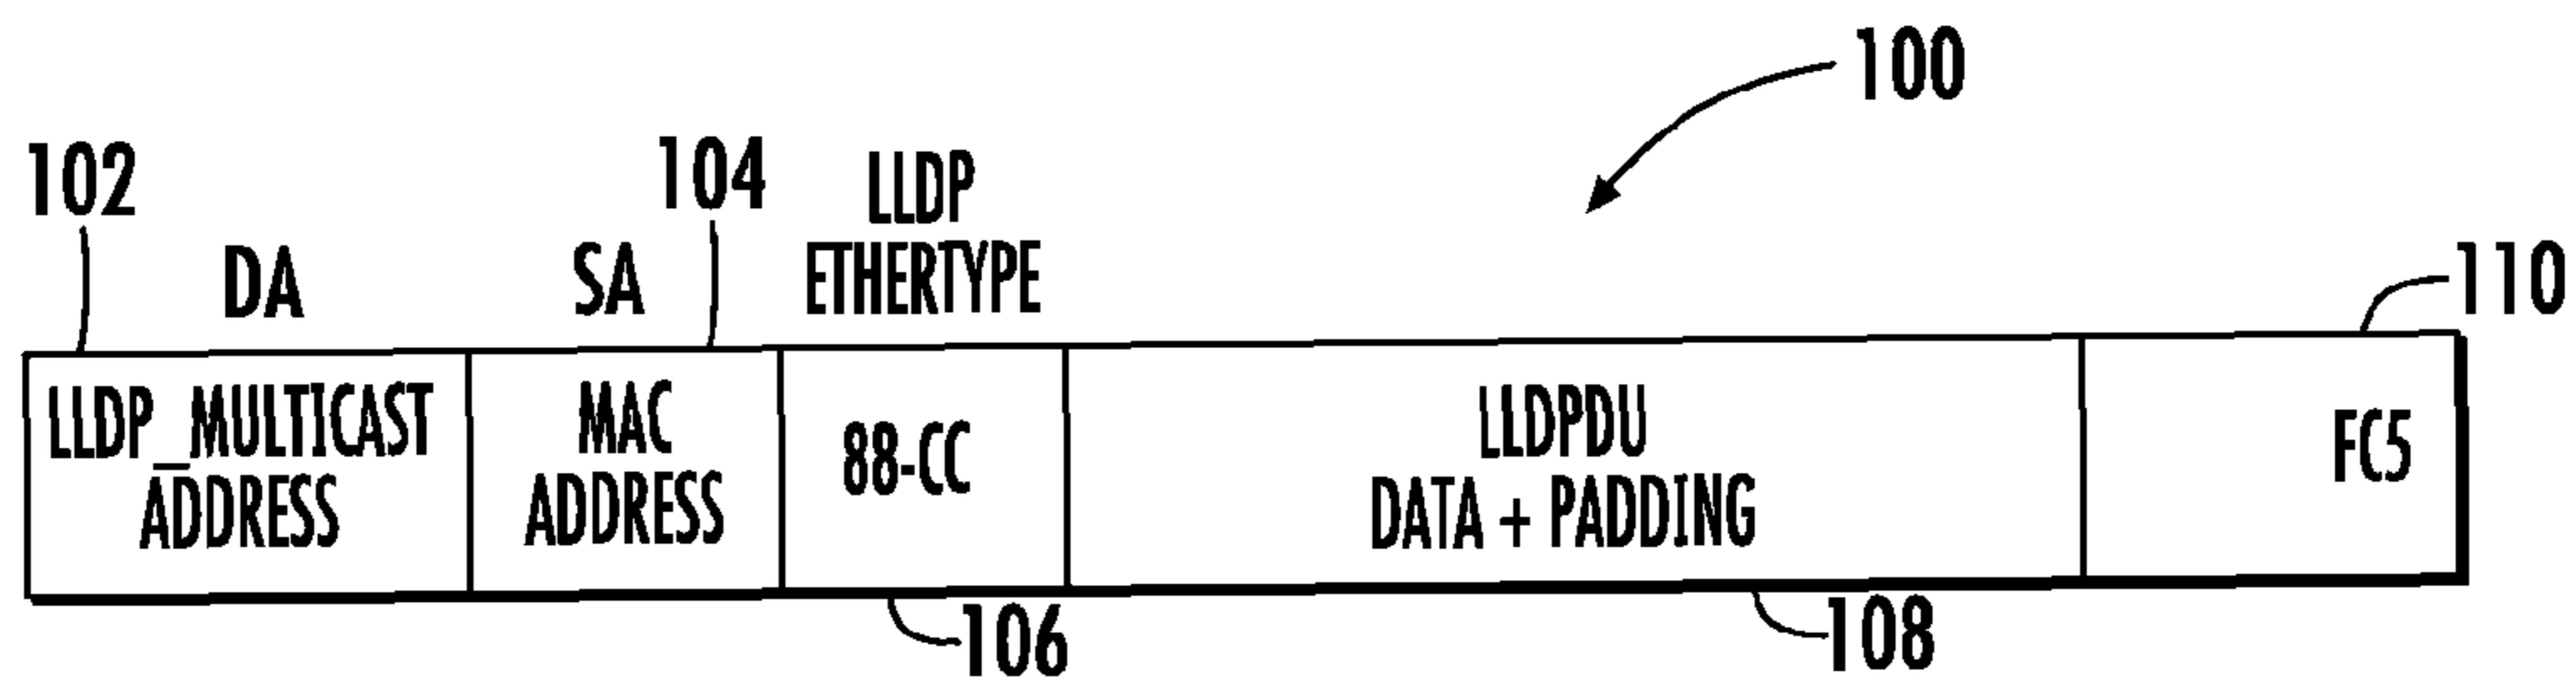 100
102
104
LLDP
DA
SA
ETHERTYPE
110
LLDP_MULTICAST
ADDRESS
MAC
ADDRESS
88-CC
LLDPDU
DATA + PADDING
FC5
106
108